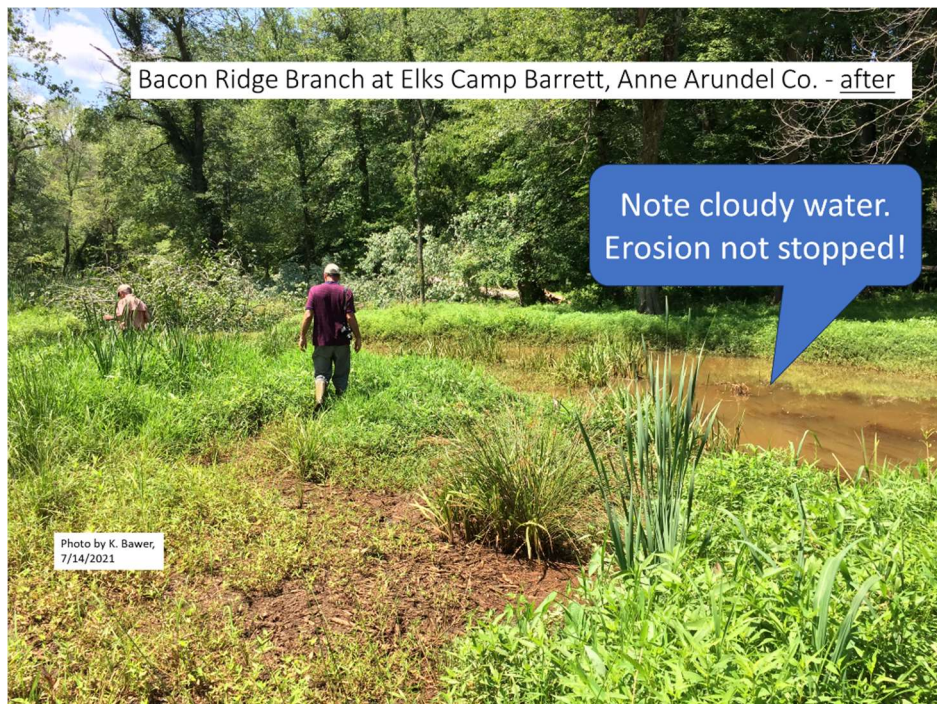 Bacon Ridge Branch at Elks Camp Barrett, Anne Arundel Co. - after
Note cloudy water.
Erosion not stopped!
Photo by K. Bawer,
7/14/2021